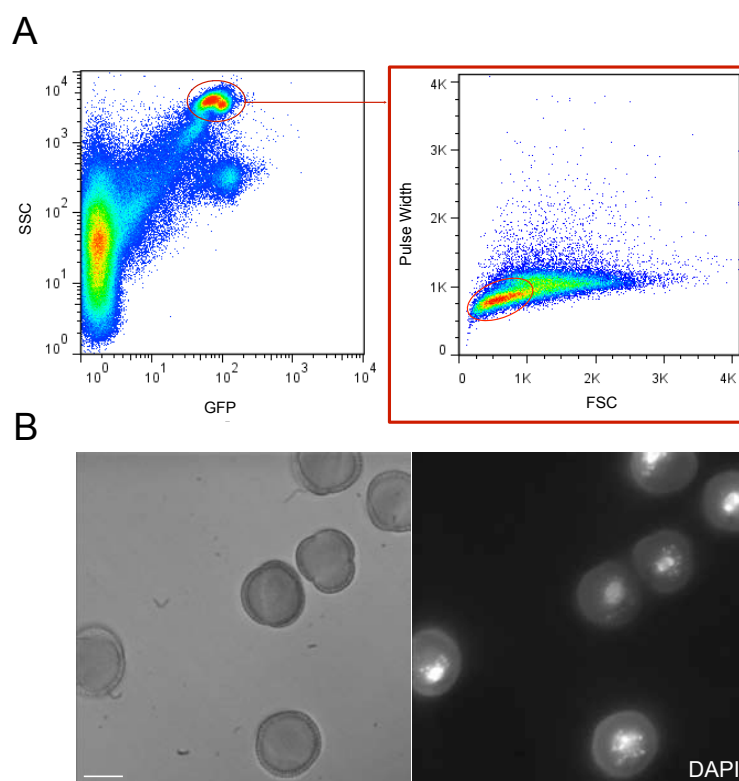 A
SSC
10^4
10^3
10^2
10^1
10^0
10^0 10^1 10^2 10^3 10^4
GFP
Pulse Width
4K
3K
2K
1K
0
0 1K 2K 3K 4K
FSC
B
DAPI